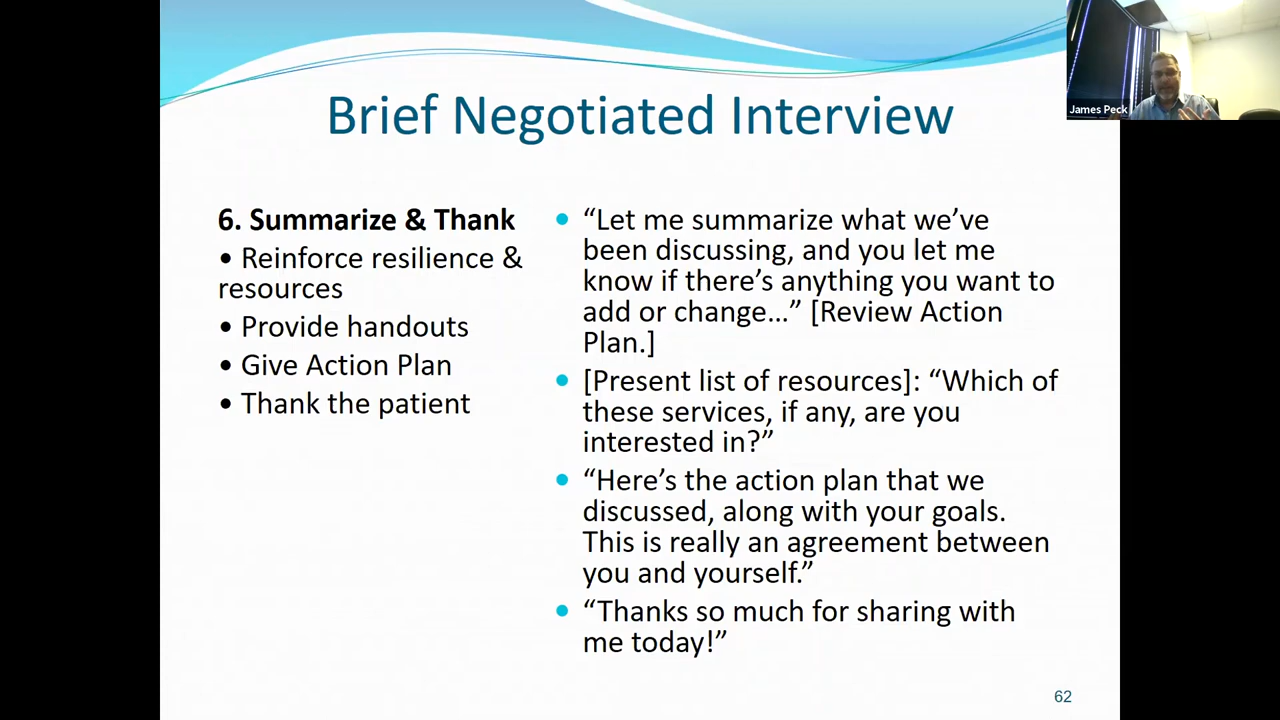 James Peck
Brief Negotiated Interview
6. Summarize & Thank
• Reinforce resilience &
resources
• Provide handouts
• Give Action Plan
• Thank the patient
• “Let me summarize what we’ve
been discussing, and you let me
know if there’s anything you want to
add or change…” [Review Action
Plan.]
• [Present list of resources]: “Which of
these services, if any, are you
interested in?”
• “Here’s the action plan that we
discussed, along with your goals.
This is really an agreement between
you and yourself.”
• “Thanks so much for sharing with
me today!”
62